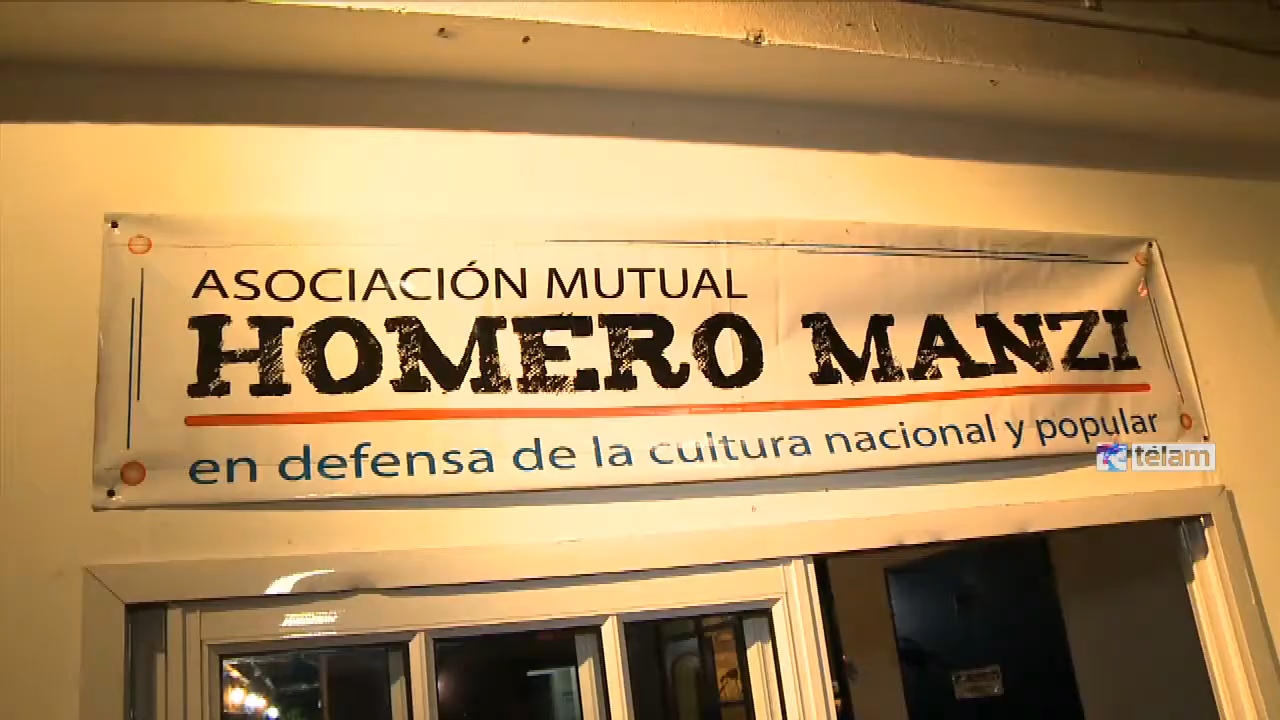 ASOCIACIÓN MUTUAL
HOMERO MANZI
en defensa de la cultura nacional y popular
télam